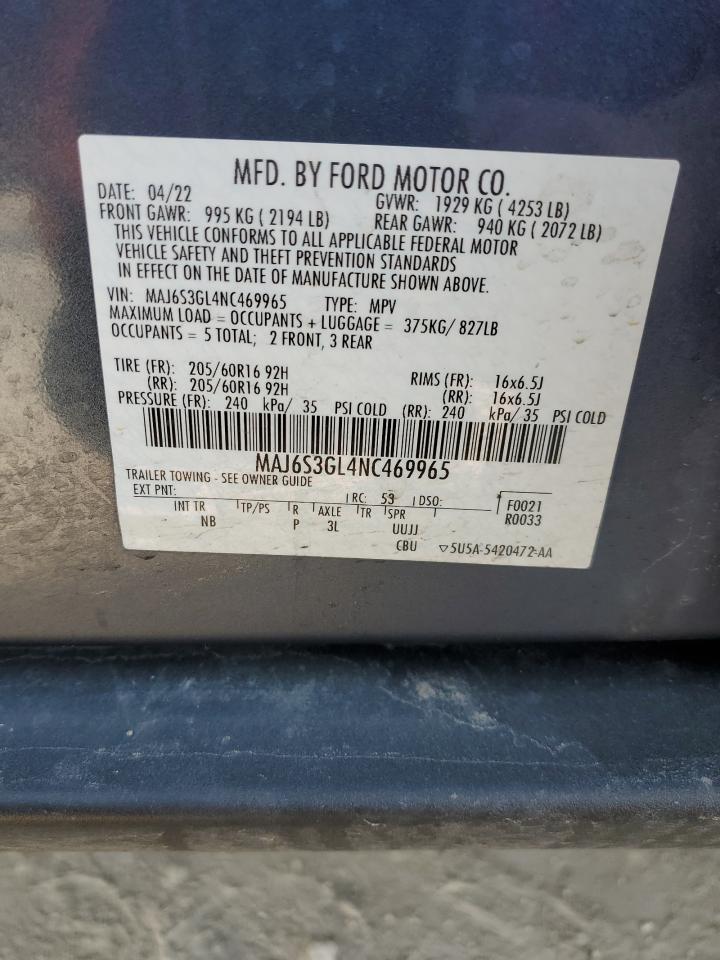 MFD. BY FORD MOTOR CO.
DATE: 04/22 GVWR: 1929 KG ( 4253 LB)
FRONT GAWR: 995 KG ( 2194 LB) REAR GAWR: 940 KG ( 2072 LB)
THIS VEHICLE CONFORMS TO ALL APPLICABLE FEDERAL MOTOR
VEHICLE SAFETY AND THEFT PREVENTION STANDARDS
IN EFFECT ON THE DATE OF MANUFACTURE SHOWN ABOVE.
VIN: MAJ6S3GL4NC469965 TYPE: MPV
MAXIMUM LOAD = OCCUPANTS + LUGGAGE = 375KG/ 827LB
OCCUPANTS = 5 TOTAL; 2 FRONT, 3 REAR
TIRE (FR): 205/60R16 92H RIMS (FR): 16x6.5J
(RR): 205/60R16 92H (RR): 16x6.5J
PRESSURE (FR): 240 kPa/ 35 PSI COLD (RR): 240 kPa/ 35 PSI COLD
MAJ6S3GL4NC469965
TRAILER TOWING - SEE OWNER GUIDE
EXT PNT: RC: 53 DSO: F0021
INT TR TP/PS R AXLE TR SPR R0033
NB P 3L UUJJ
CBU 5U5A-5420472-AA